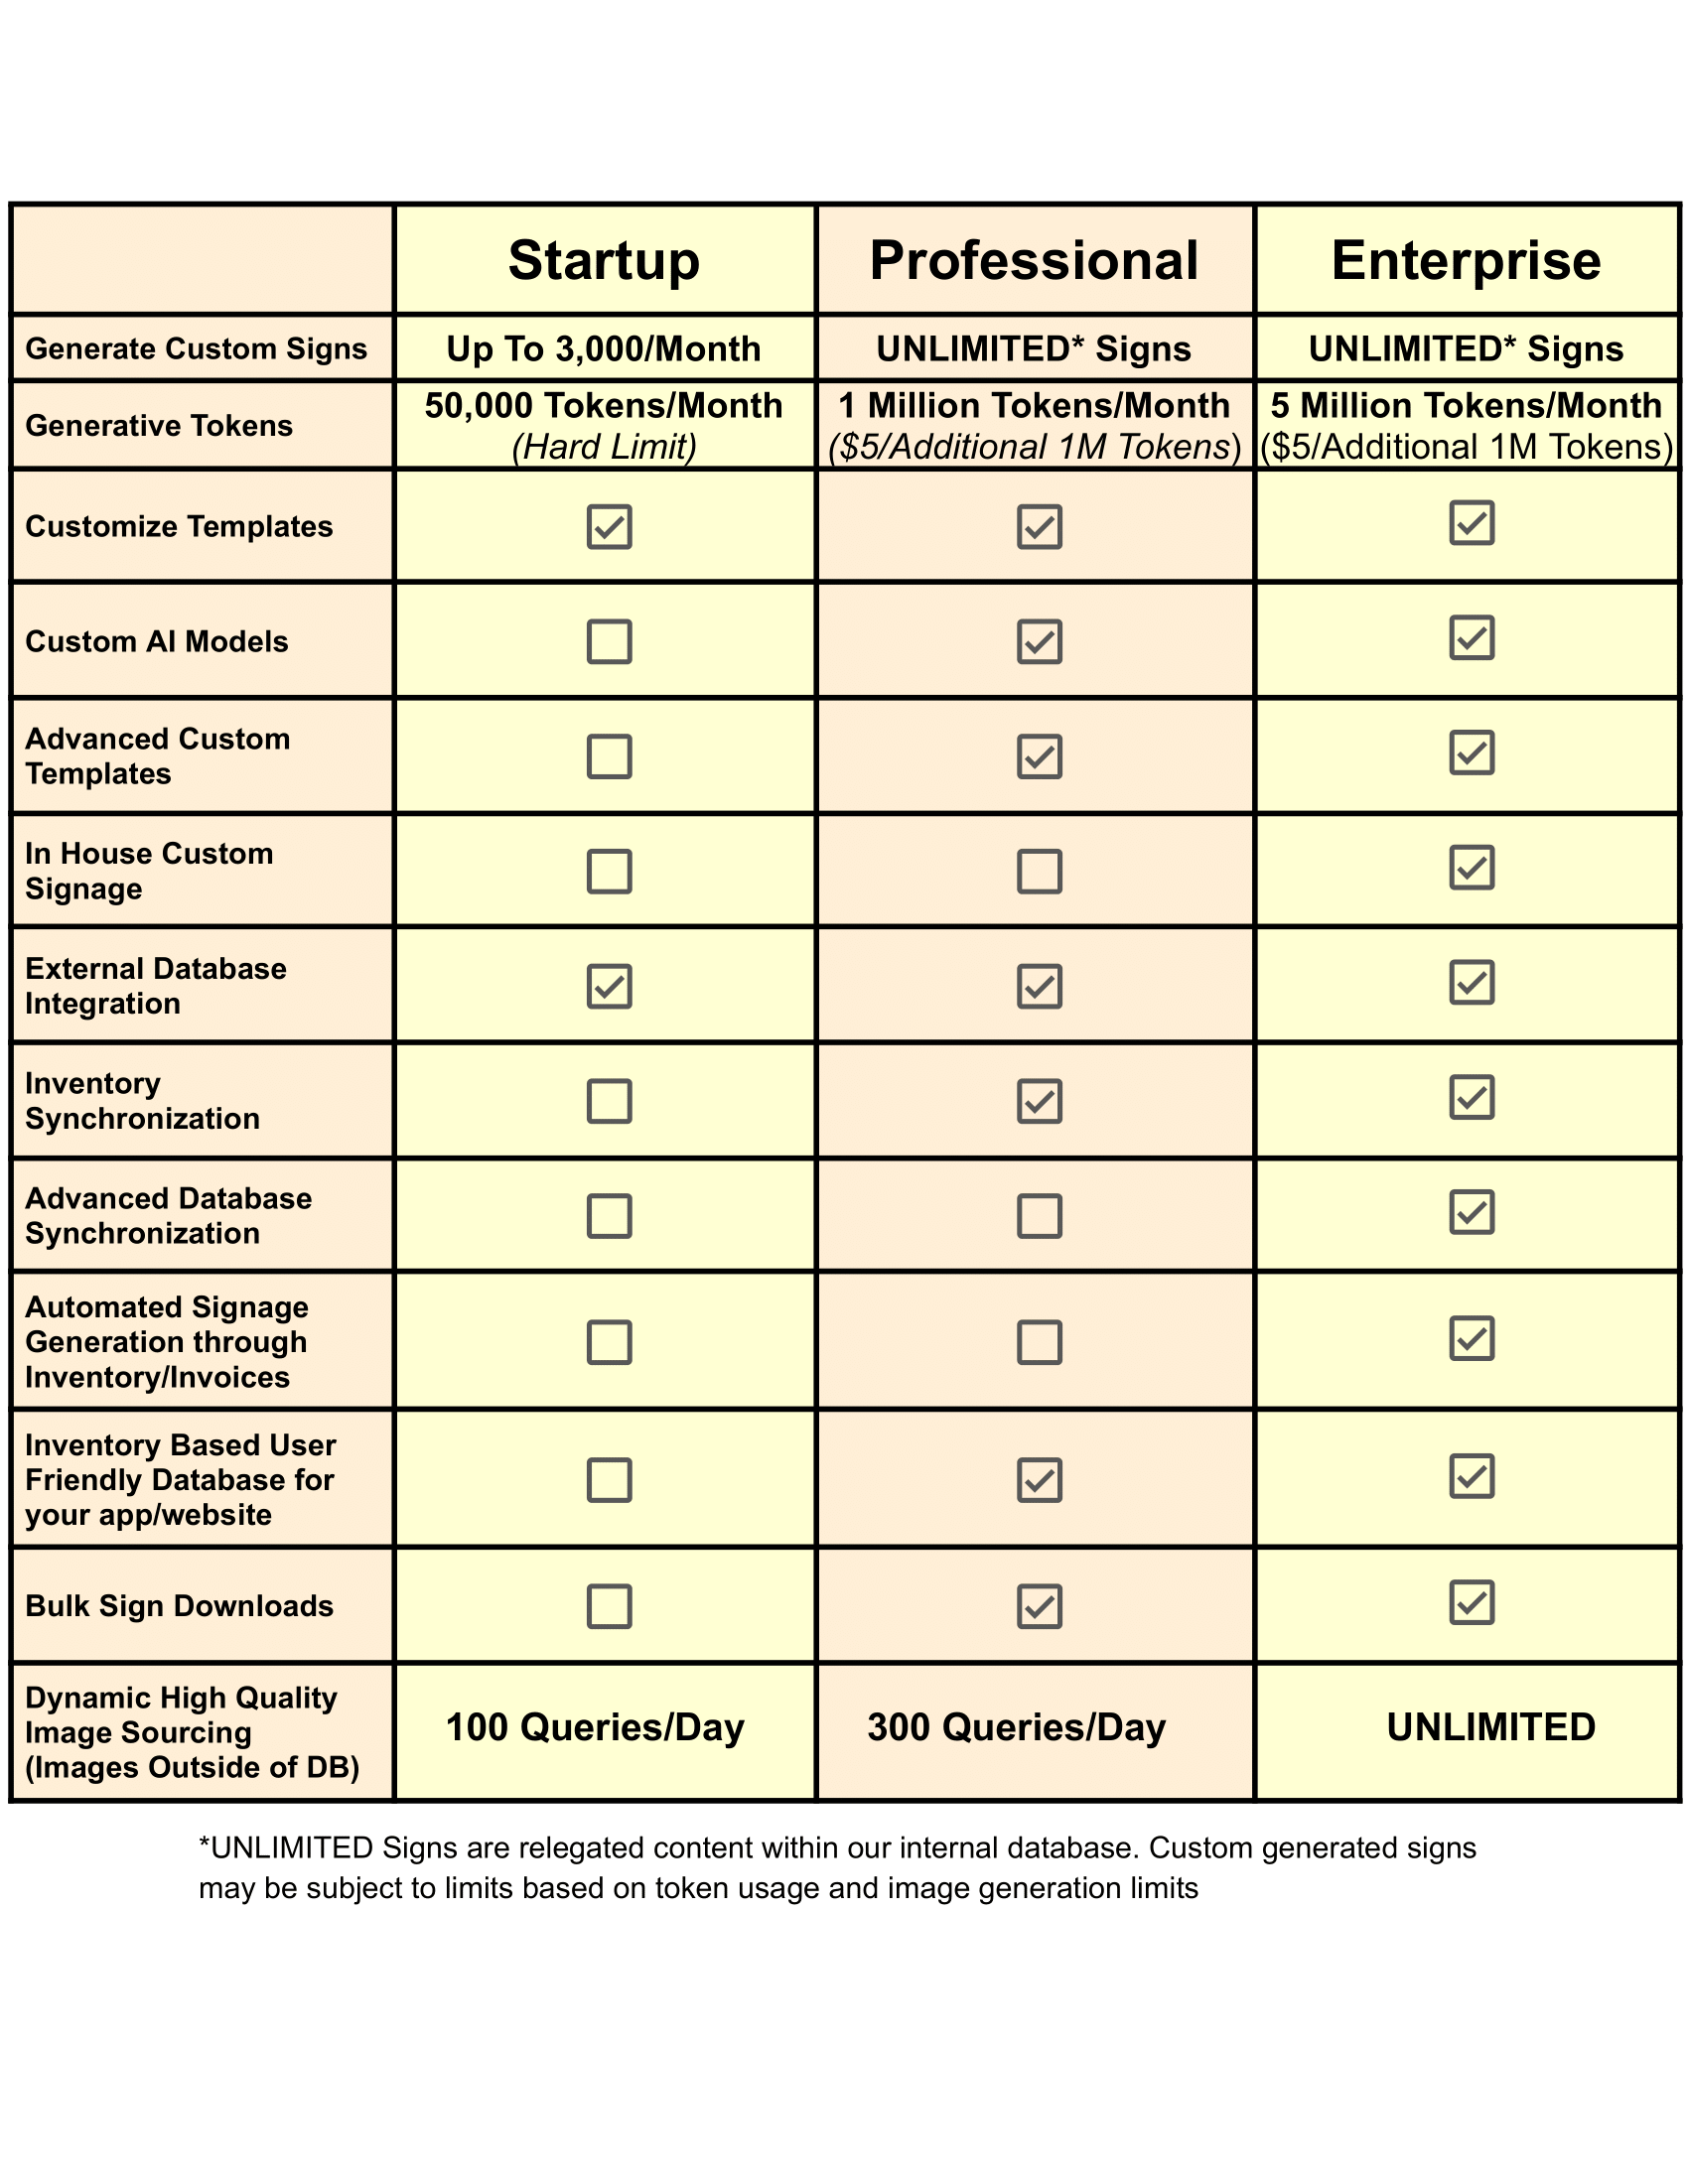 Startup Professional Enterprise
Generate Custom Signs Up To 3,000/Month UNLIMITED* Signs UNLIMITED* Signs
Generative Tokens
50,000 Tokens/Month
(Hard Limit)
1 Million Tokens/Month
($5/Additional 1M Tokens)
5 Million Tokens/Month
($5/Additional 1M Tokens)
Customize Templates
Custom AI Models
Advanced Custom
Templates
In House Custom
Signage
External Database
Integration
Inventory
Synchronization
Advanced Database
Synchronization
Automated Signage
Generation through
Inventory/Invoices
Inventory Based User
Friendly Database for
your app/website
Bulk Sign Downloads
Dynamic High Quality
Image Sourcing
(Images Outside of DB)
100 Queries/Day 300 Queries/Day UNLIMITED
*UNLIMITED Signs are relegated content within our internal database. Custom generated signs
may be subject to limits based on token usage and image generation limits